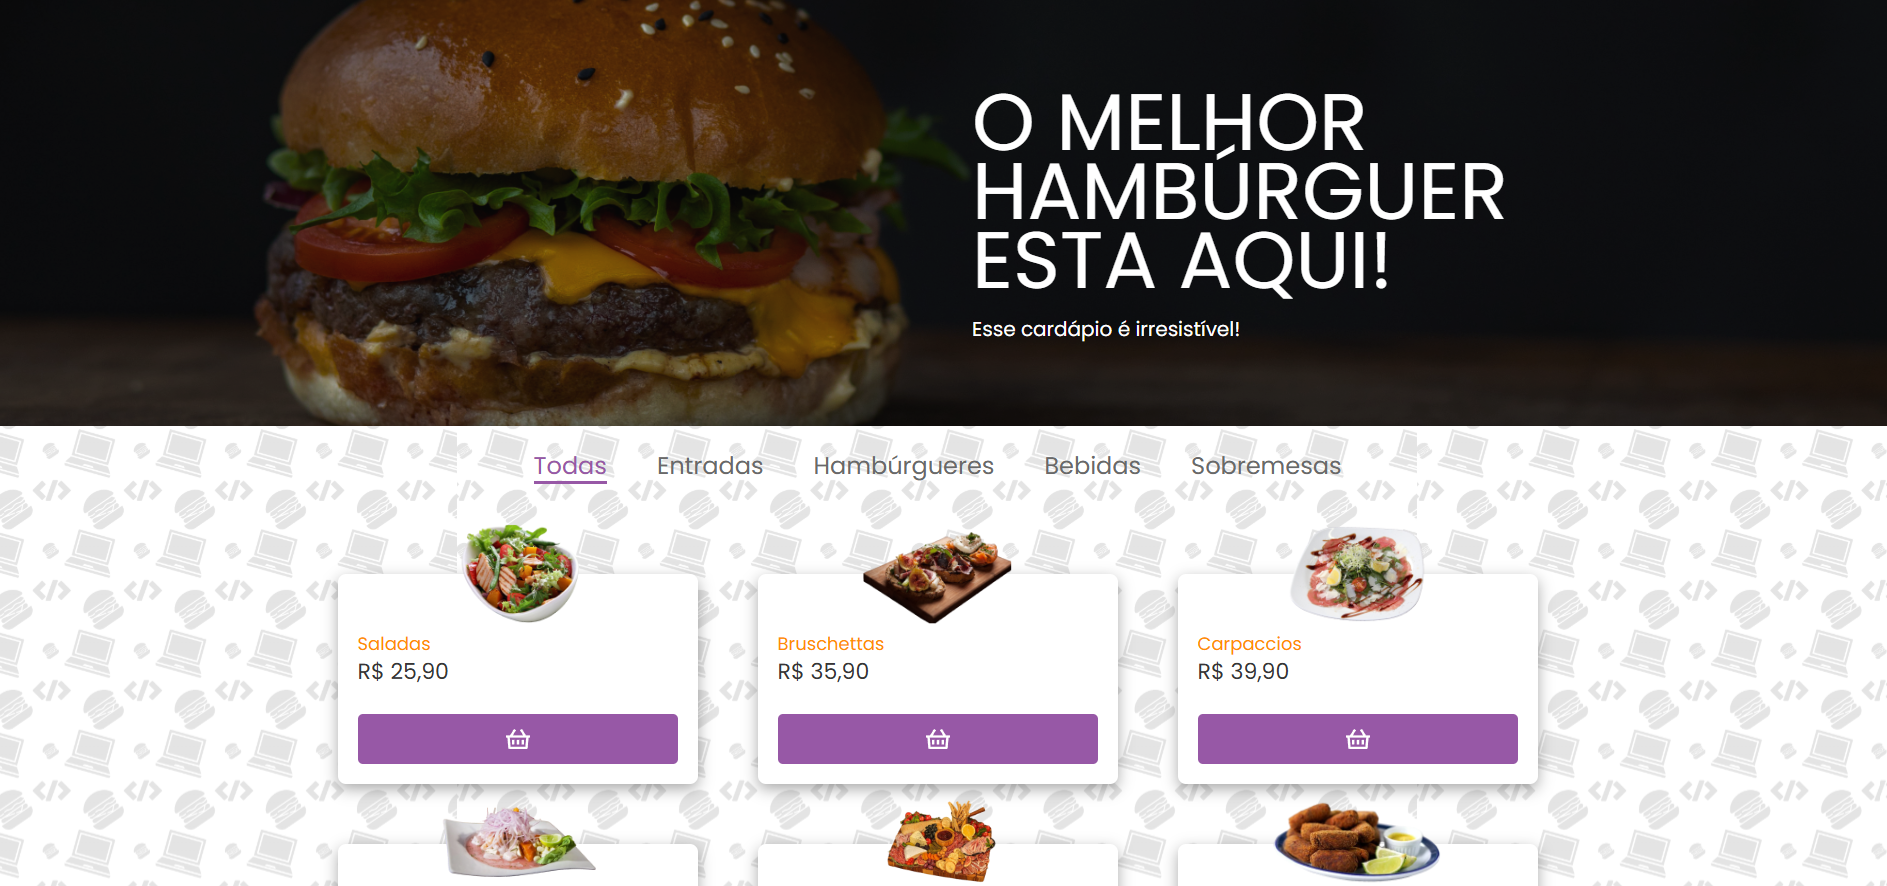 O MELHOR
HAMBÚRGUER
ESTA AQUI!
Esse cardápio é irresistível!
Todas Entradas Hambúrgueres Bebidas Sobremesas
Saladas
R$ 25,90
Bruschettas
R$ 35,90
Carpaccios
R$ 39,90